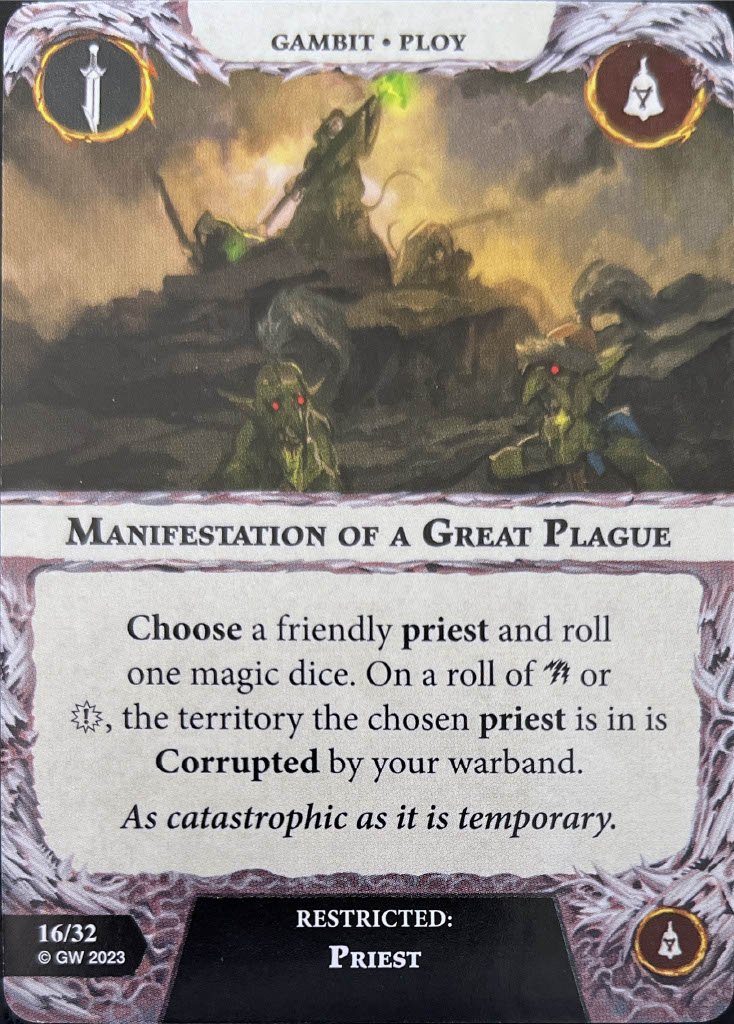 GAMBIT • PLOY
MANIFESTATION OF A GREAT PLAGUE
Choose a friendly priest and roll
one magic dice. On a roll of or
, the territory the chosen priest is in is
Corrupted by your warband.
As catastrophic as it is temporary.
16/32
© GW 2023
RESTRICTED:
PRIEST